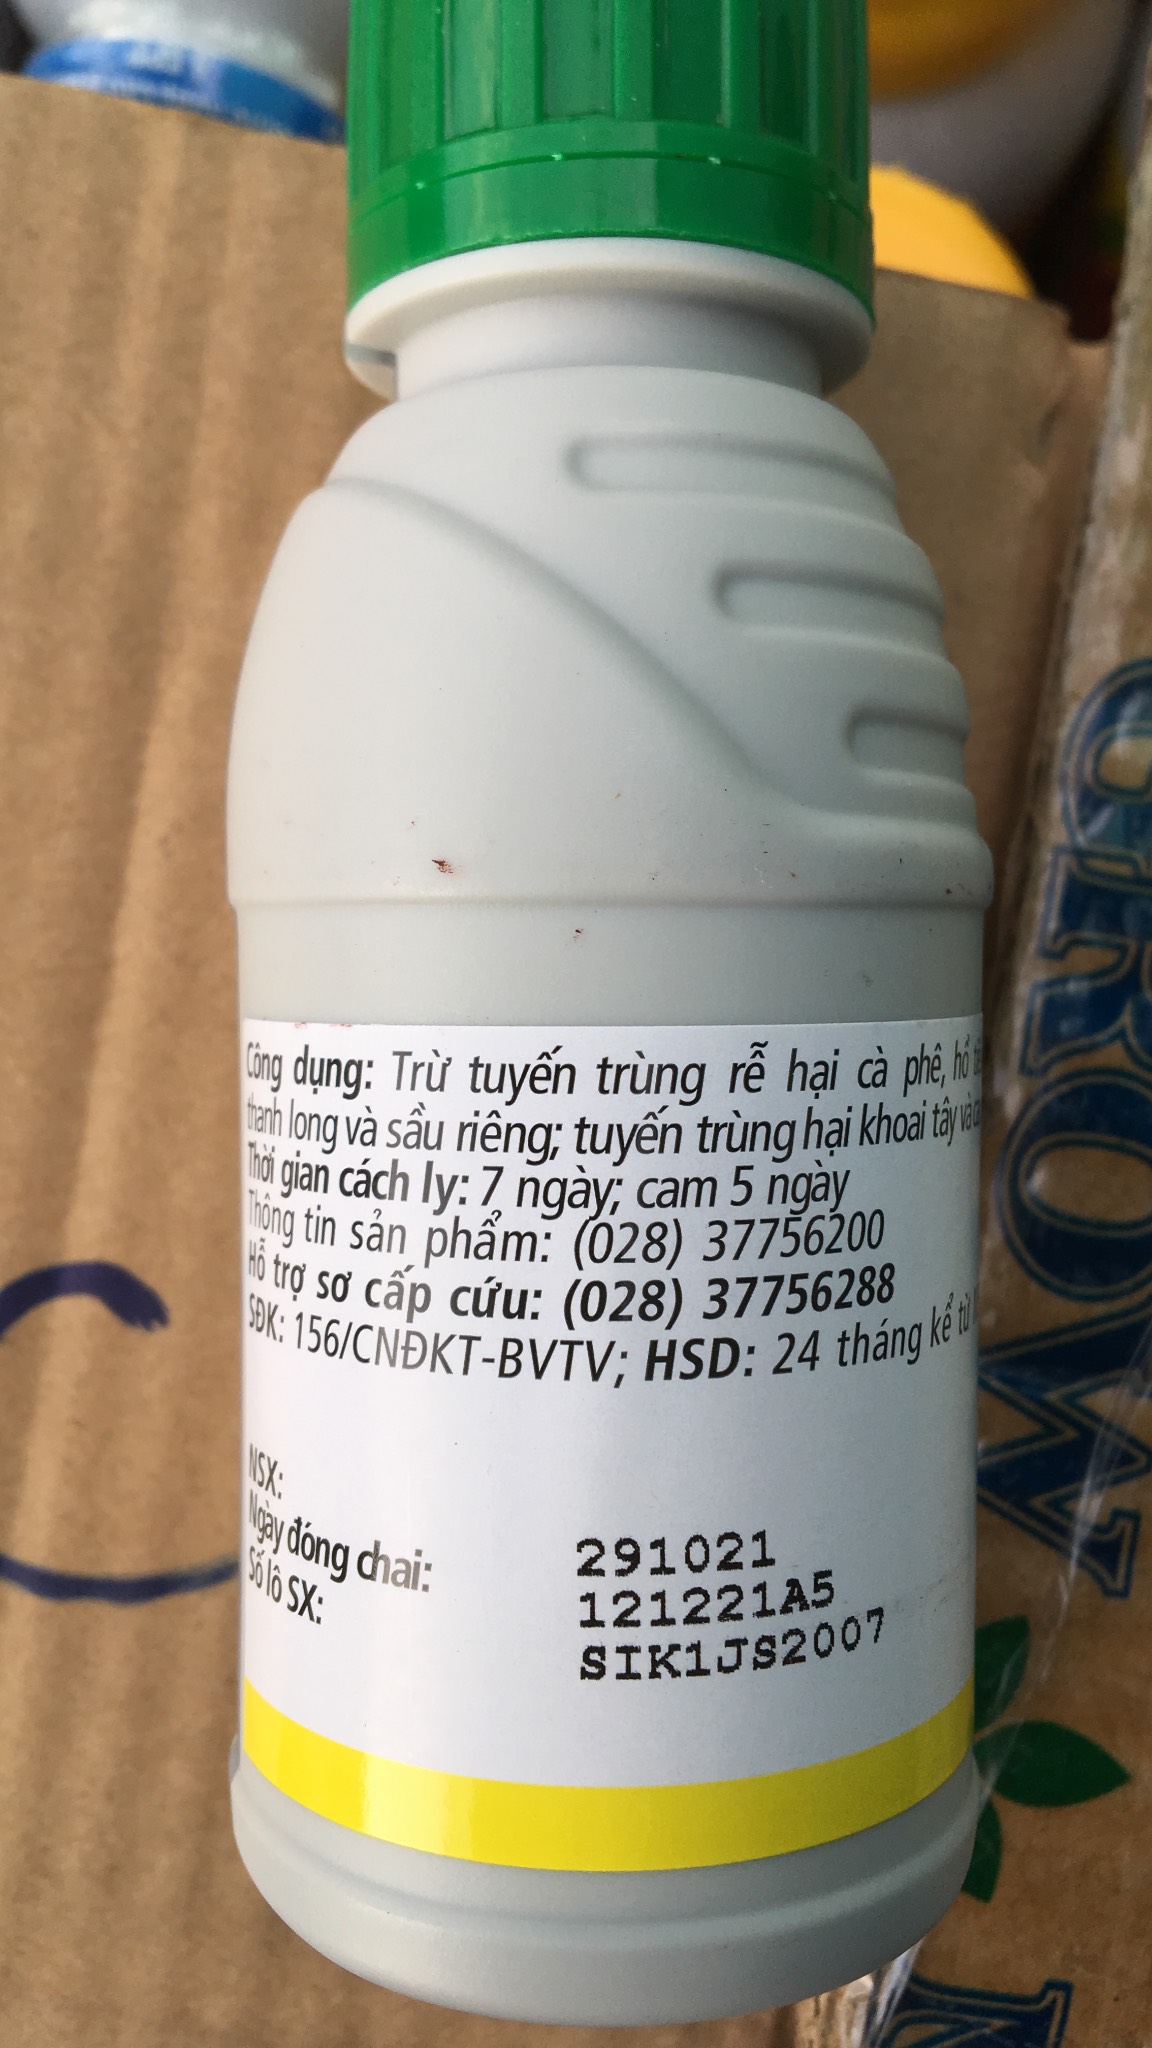 Công dụng: Trừ tuyến trùng rễ hại cà phê, hồ
thanh long và sầu riêng; tuyến trùng hại khoai tây và
Thời gian cách ly: 7 ngày; cam 5 ngày
Thông tin sản phẩm: (028) 37756200
Hỗ trợ sơ cấp cứu: (028) 37756288
SĐK: 156/CNĐKT-BVTV; HSD: 24 tháng kể từ
NSX: 291021
Ngày đóng chai: 121221A5
Số lô SX: SIK1JS2007
GROW